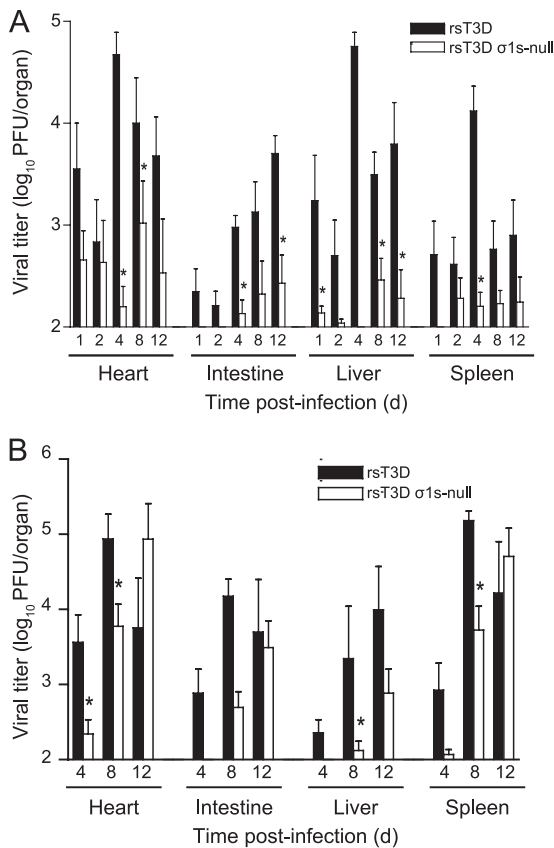 A
rsT3D
rsT3D σ1s-null
Viral titer (log10 PFU/organ)
5
4
3
2
* * * * * * * *
1 2 4 8 12 1 2 4 8 12 1 2 4 8 12 1 2 4 8 12
Heart Intestine Liver Spleen
Time post-infection (d)
B
rsT3D
rsT3D σ1s-null
Viral titer (log10 PFU/organ)
6
5
4
3
2
* * * *
4 8 12 4 8 12 4 8 12 4 8 12
Heart Intestine Liver Spleen
Time post-infection (d)